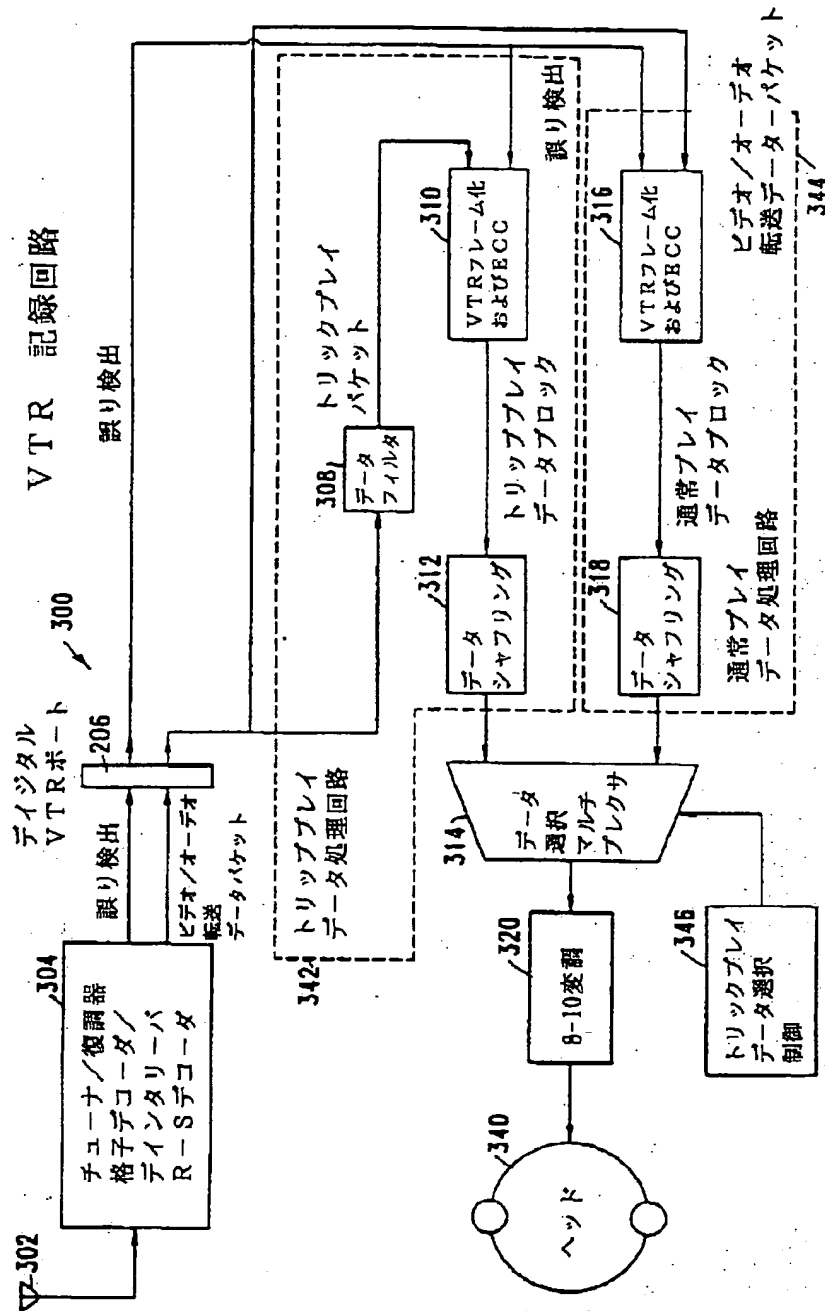 VTR 記録回路
300
ディジタル
VTRポート
206
302
304
チューナ/復調器
格子デコーダ/
ディンタリーバ
R-Sデコーダ
誤り検出
ビデオ/オーデオ
転送
データパケット
誤り検出
342
トリッププレイ
データ処理回路
308
データ
フィルタ
トリックプレイ
パケット
310
VTRフレーム化
およびECC
誤り検出
トリッププレイ
データブロック
312
データ
シャフリング
316
VTRフレーム化
およびECC
ビデオ/オーデオ
転送データーパケット
344
通常プレイ
データブロック
318
データ
シャフリング
通常プレイ
データ処理回路
314
データ
選択
マルチ
プレクサ
320
8-10変調
346
トリックプレイ
データ選択
制御
340
ヘッド